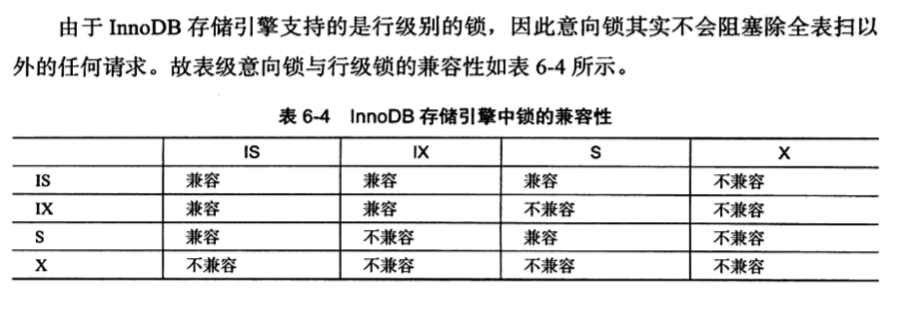 由于 InnoDB 存储引擎支持的是行级别的锁，因此意向锁其实不会阻塞除全表扫以
外的任何请求。故表级意向锁与行级锁的兼容性如表 6-4 所示。
表 6-4 InnoDB 存储引擎中锁的兼容性
IS IX S X
IS 兼容 兼容 兼容 不兼容
IX 兼容 兼容 不兼容 不兼容
S 兼容 不兼容 兼容 不兼容
X 不兼容 不兼容 不兼容 不兼容